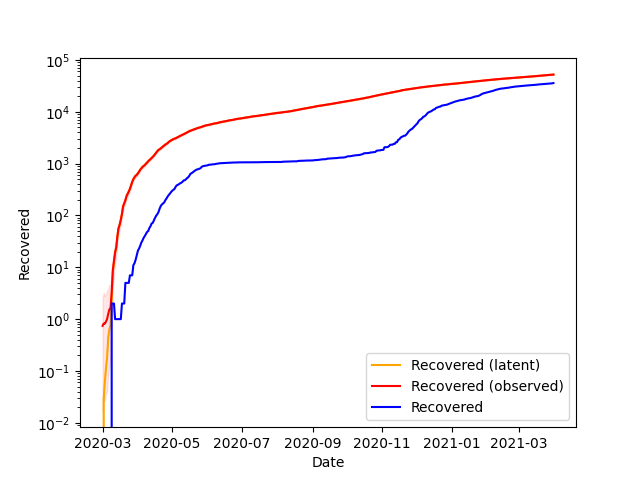 10^5
10^4
10^3
10^2
10^1
10^0
10^−1
10^−2
Recovered
Recovered (latent)
Recovered (observed)
Recovered
2020-03 2020-05 2020-07 2020-09 2020-11 2021-01 2021-03
Date